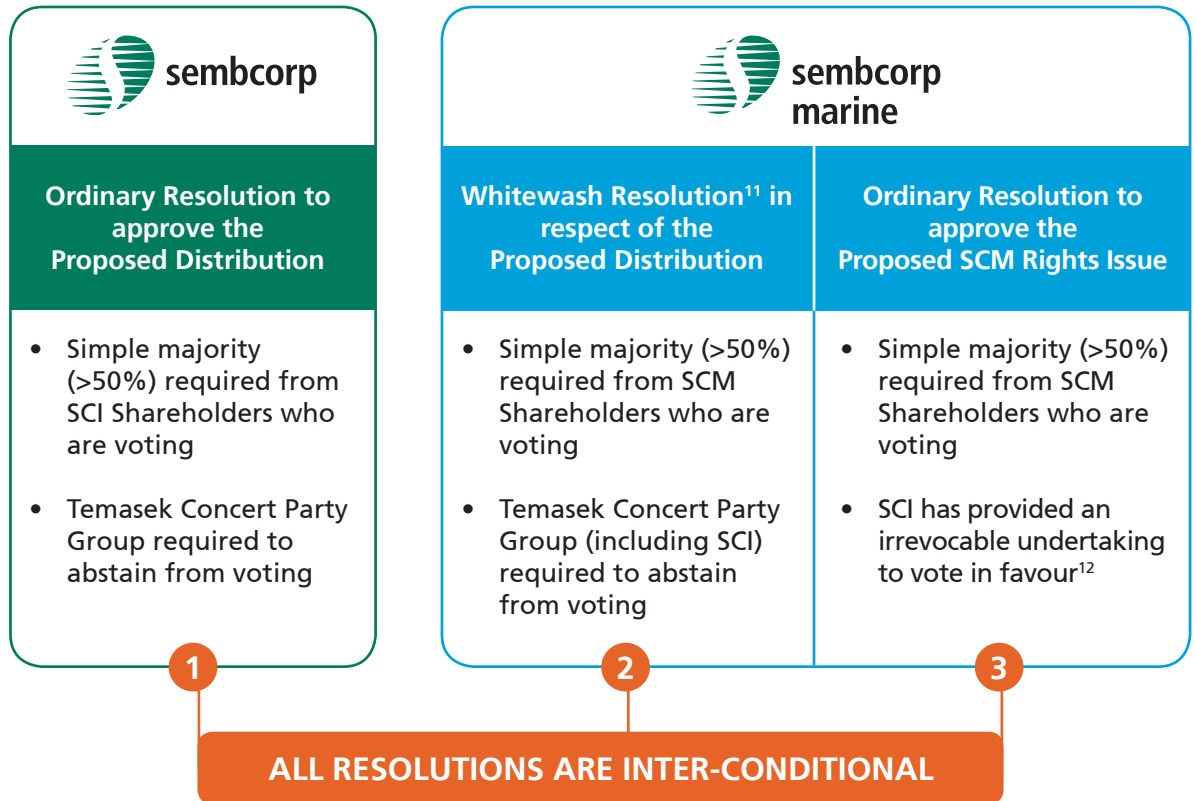 sembcorp
Ordinary Resolution to
approve the
Proposed Distribution
• Simple majority
(>50%) required from
SCI Shareholders who
are voting
• Temasek Concert Party
Group required to
abstain from voting
1
sembcorp
marine
Whitewash Resolution¹¹ in
respect of the
Proposed Distribution
• Simple majority (>50%)
required from SCM
Shareholders who are
voting
• Temasek Concert Party
Group (including SCI)
required to abstain
from voting
2
Ordinary Resolution to
approve the
Proposed SCM Rights Issue
• Simple majority (>50%)
required from SCM
Shareholders who are
voting
• SCI has provided an
irrevocable undertaking
to vote in favour¹²
3
ALL RESOLUTIONS ARE INTER-CONDITIONAL